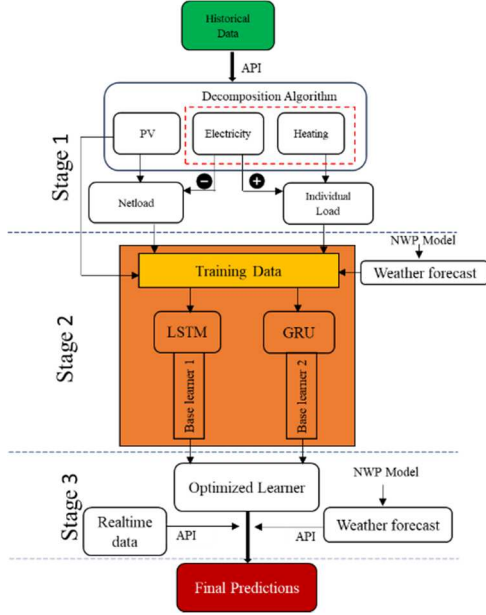 Historical
Data
API
Decomposition Algorithm
PV
Electricity
Heating
Stage 1
−
+
Netload
Individual
Load
NWP Model
Training Data
Weather forecast
Stage 2
LSTM
GRU
Base learner 1
Base learner 2
Stage 3
Optimized Learner
NWP Model
Realtime
data
API
API
Weather forecast
Final Predictions